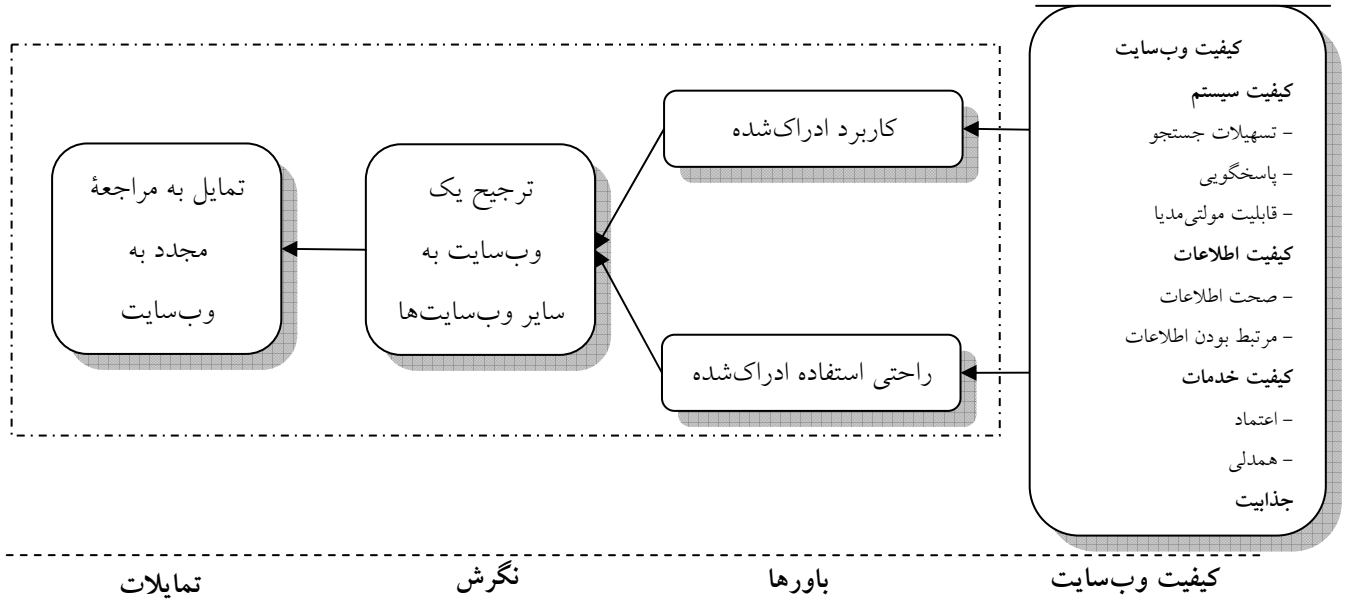 کیفیت وب‌سایت
کیفیت سیستم
- تسهیلات جستجو
- پاسخگویی
- قابلیت مولتی‌مدیا
کیفیت اطلاعات
- صحت اطلاعات
- مرتبط بودن اطلاعات
کیفیت خدمات
- اعتماد
- همدلی
جذابیت
کاربرد ادراک‌شده
راحتی استفاده ادراک‌شده
ترجیح یک
وب‌سایت به
سایر وب‌سایت‌ها
تمایل به مراجعۀ
مجدد به
وب‌سایت
کیفیت وب‌سایت
باورها
نگرش
تمایلات